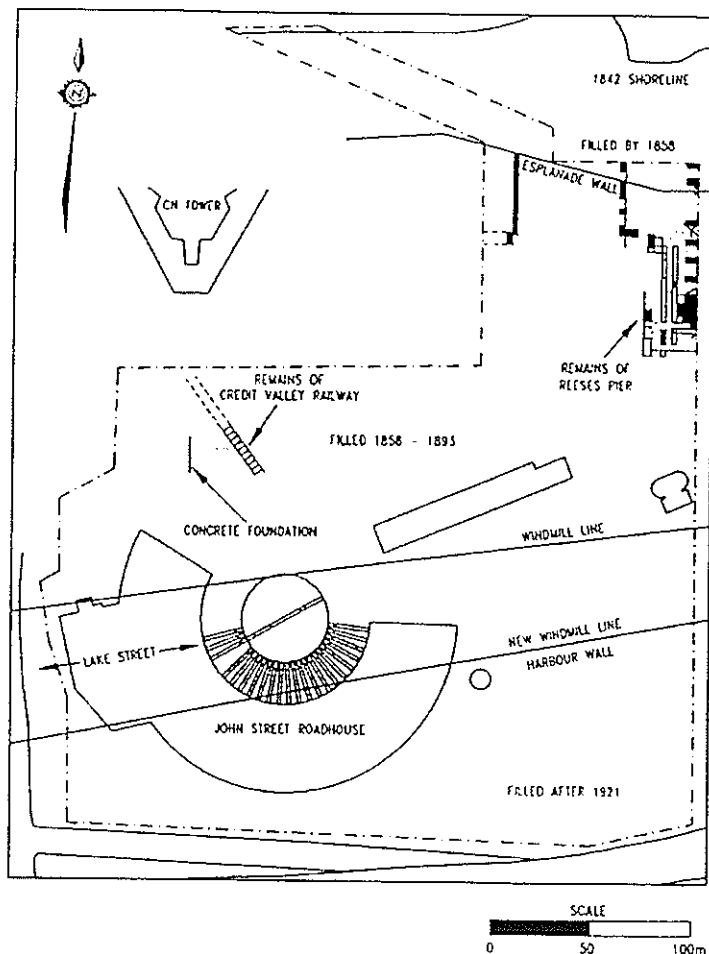 1842 SHORELINE
FILLED BY 1858
ESPLANADE WALL
N
CN TOWER
REMAINS OF
REESES PIER
REMAINS OF
CREDIT VALLEY RAILWAY
FILLED 1858 - 1893
CONCRETE FOUNDATION
WINDMILL LINE
NEW WINDMILL LINE
HARBOUR WALL
LAKE STREET
JOHN STREET ROADHOUSE
FILLED AFTER 1921
SCALE
0 50 100m